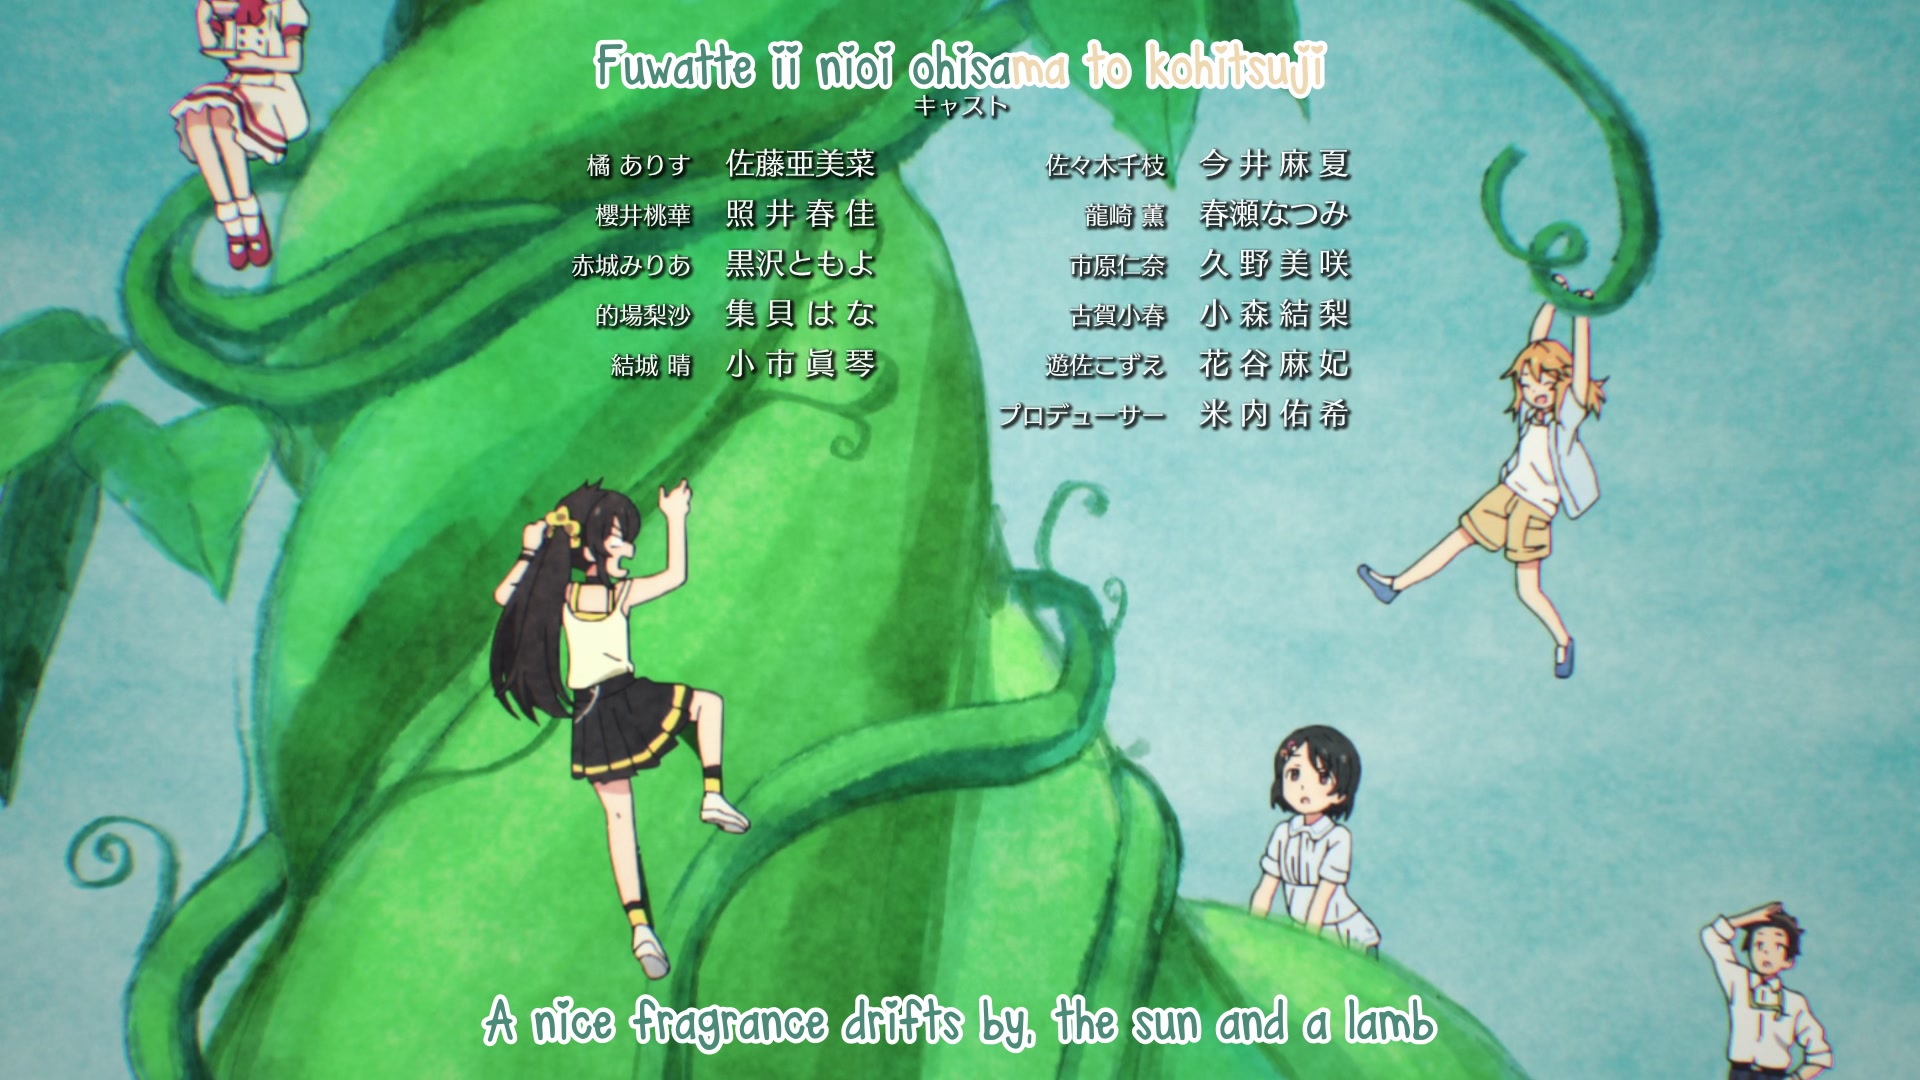 Fuwatte ii nioi ohisama to kohitsuji
キャスト
橘 ありす 佐藤亜美菜
櫻井桃華 照井春佳
赤城みりあ 黒沢ともよ
的場梨沙 集貝はな
結城 晴 小市眞琴
佐々木千枝 今井麻夏
龍崎 薫 春瀬なつみ
市原仁奈 久野美咲
古賀小春 小森結梨
遊佐こずえ 花谷麻妃
プロデューサー 米内佑希
A nice fragrance drifts by, the sun and a lamb